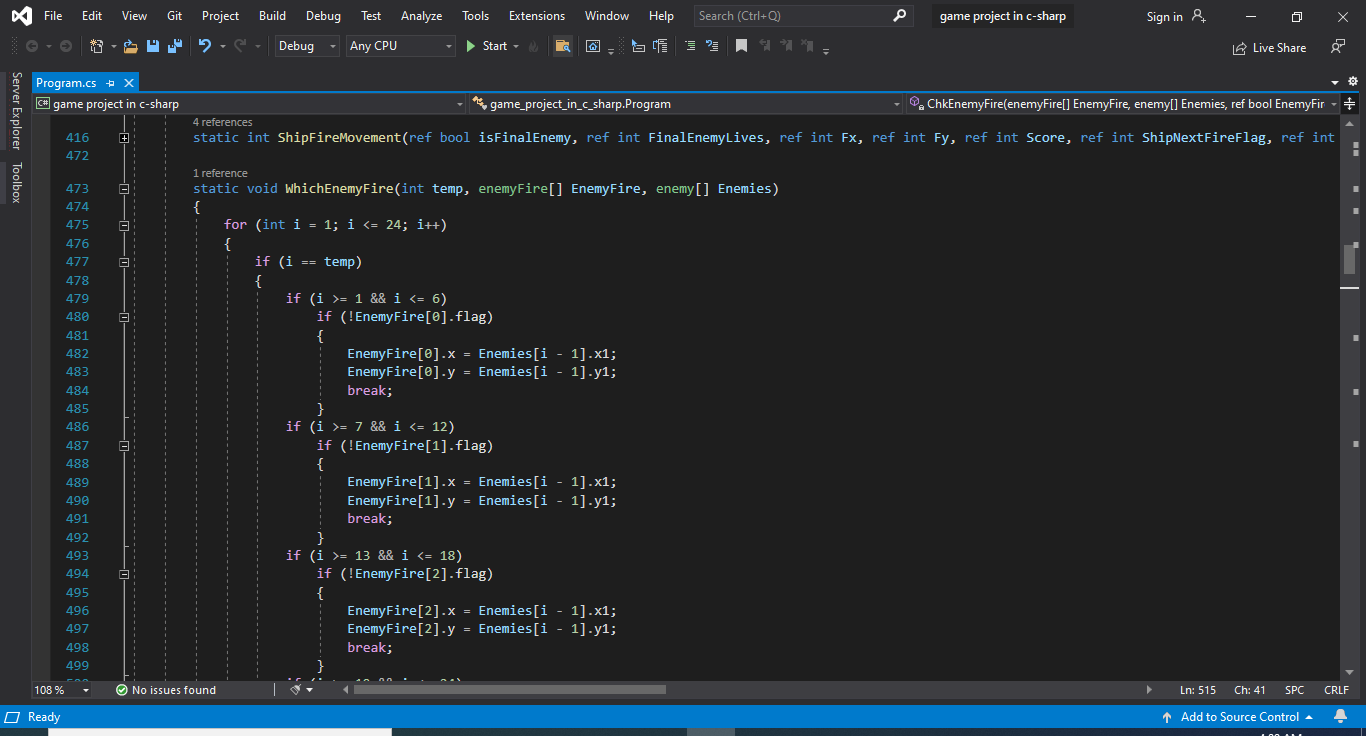 File Edit View Git Project Build Debug Test Analyze Tools Extensions Window Help Search (Ctrl+Q) game project in c-sharp Sign in
Debug Any CPU Start Live Share
Server Explorer
Toolbox
Program.cs
C# game project in c-sharp game_project_in_c_sharp.Program ChkEnemyFire(enemyFire[] EnemyFire, enemy[] Enemies, ref bool EnemyFir
4 references
416 static int ShipFireMovement(ref bool isFinalEnemy, ref int FinalEnemyLives, ref int Fx, ref int Fy, ref int Score, ref int ShipNextFireFlag, ref int
472
1 reference
473 static void WhichEnemyFire(int temp, enemyFire[] EnemyFire, enemy[] Enemies)
474 {
475 for (int i = 1; i <= 24; i++)
476 {
477 if (i == temp)
478 {
479 if (i >= 1 && i <= 6)
480 if (!EnemyFire[0].flag)
481 {
482 EnemyFire[0].x = Enemies[i - 1].x1;
483 EnemyFire[0].y = Enemies[i - 1].y1;
484 break;
485 }
486 if (i >= 7 && i <= 12)
487 if (!EnemyFire[1].flag)
488 {
489 EnemyFire[1].x = Enemies[i - 1].x1;
490 EnemyFire[1].y = Enemies[i - 1].y1;
491 break;
492 }
493 if (i >= 13 && i <= 18)
494 if (!EnemyFire[2].flag)
495 {
496 EnemyFire[2].x = Enemies[i - 1].x1;
497 EnemyFire[2].y = Enemies[i - 1].y1;
498 break;
499 }
108 % No issues found Ln: 515 Ch: 41 SPC CRLF
Ready Add to Source Control